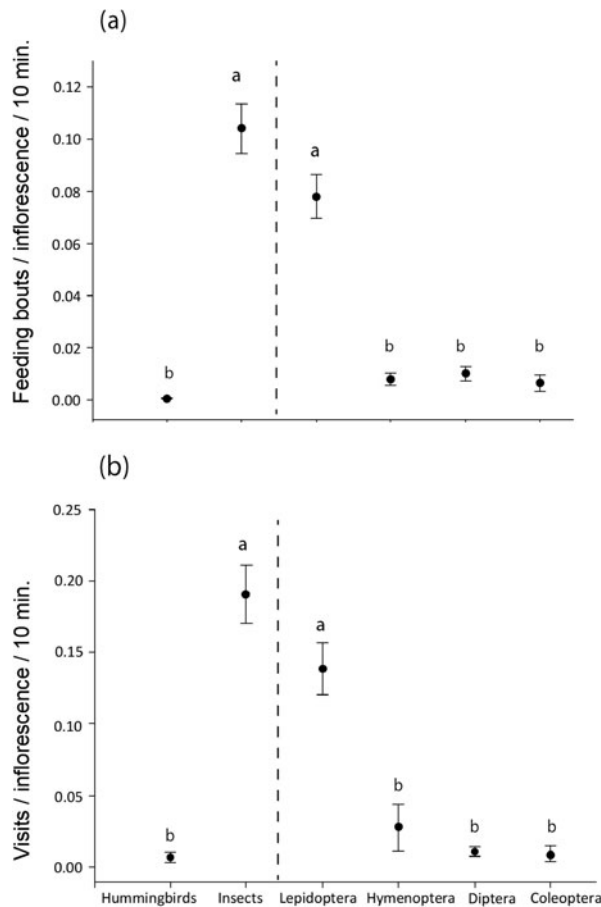 (a)
Feeding bouts / inflorescence / 10 min.
0.12
0.10
0.08
0.06
0.04
0.02
0.00
a
a
b
b
b
b
(b)
Visits / inflorescence / 10 min.
0.25
0.20
0.15
0.10
0.05
0.00
a
a
b
b
b
b
Hummingbirds Insects Lepidoptera Hymenoptera Diptera Coleoptera